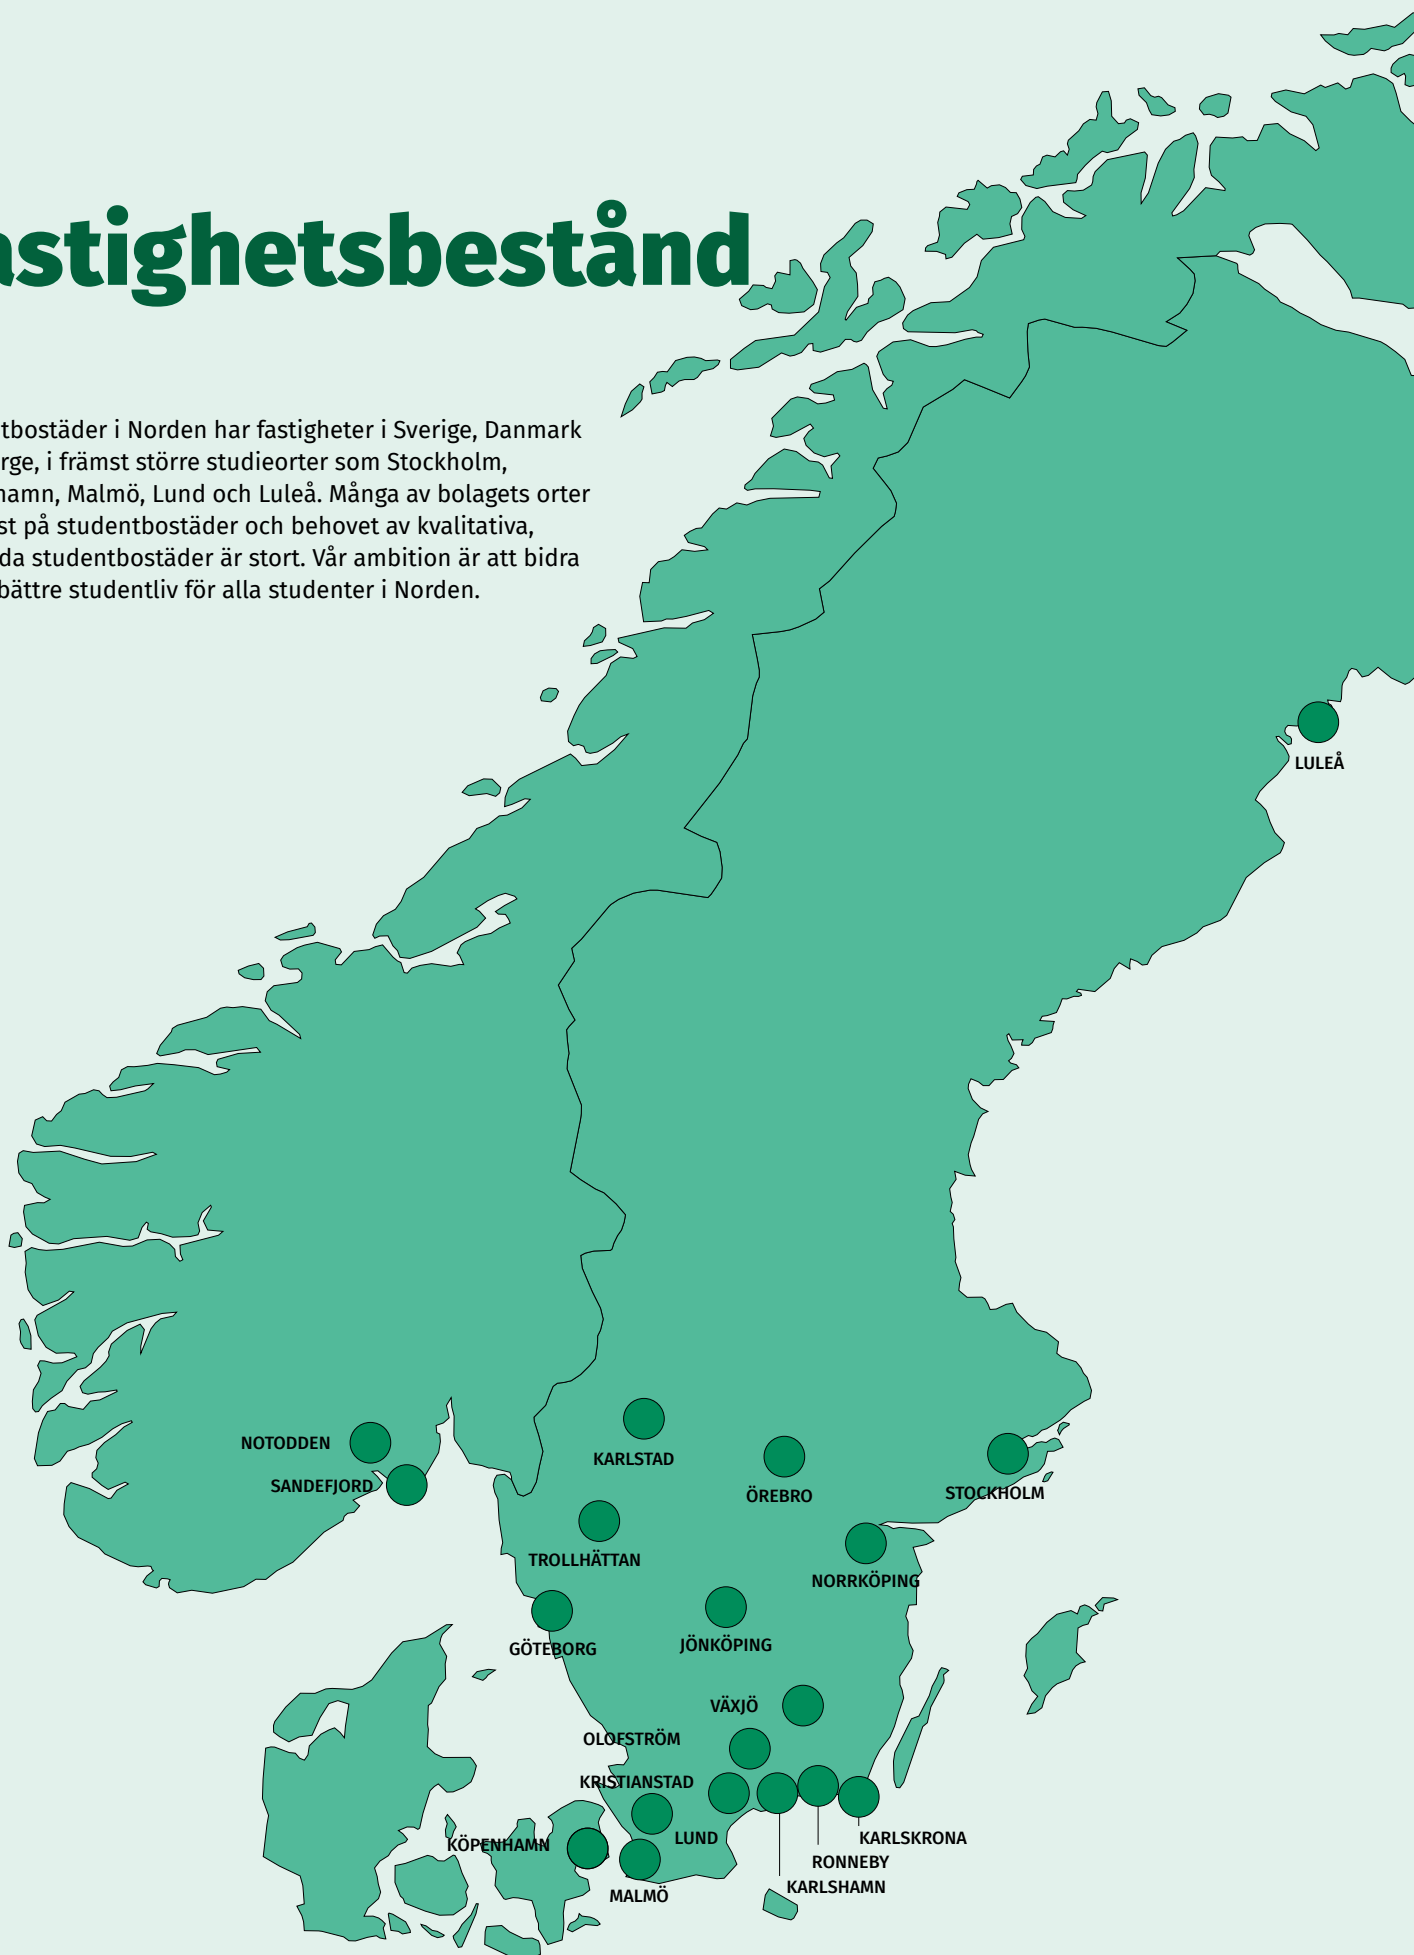 astighetsbestånd
tbostäder i Norden har fastigheter i Sverige, Danmark
rge, i främst större studieorter som Stockholm,
hamn, Malmö, Lund och Luleå. Många av bolagets orter
st på studentbostäder och behovet av kvalitativa,
da studentbostäder är stort. Vår ambition är att bidra
bättre studentliv för alla studenter i Norden.
LULEÅ
NOTODDEN
KARLSTAD
SANDEFJORD
ÖREBRO
STOCKHOLM
TROLLHÄTTAN
NORRKÖPING
GÖTEBORG
JÖNKÖPING
VÄXJÖ
OLOFSTRÖM
KRISTIANSTAD
LUND
KARLSKRONA
KÖPENHAMN
RONNEBY
KARLSHAMN
MALMÖ